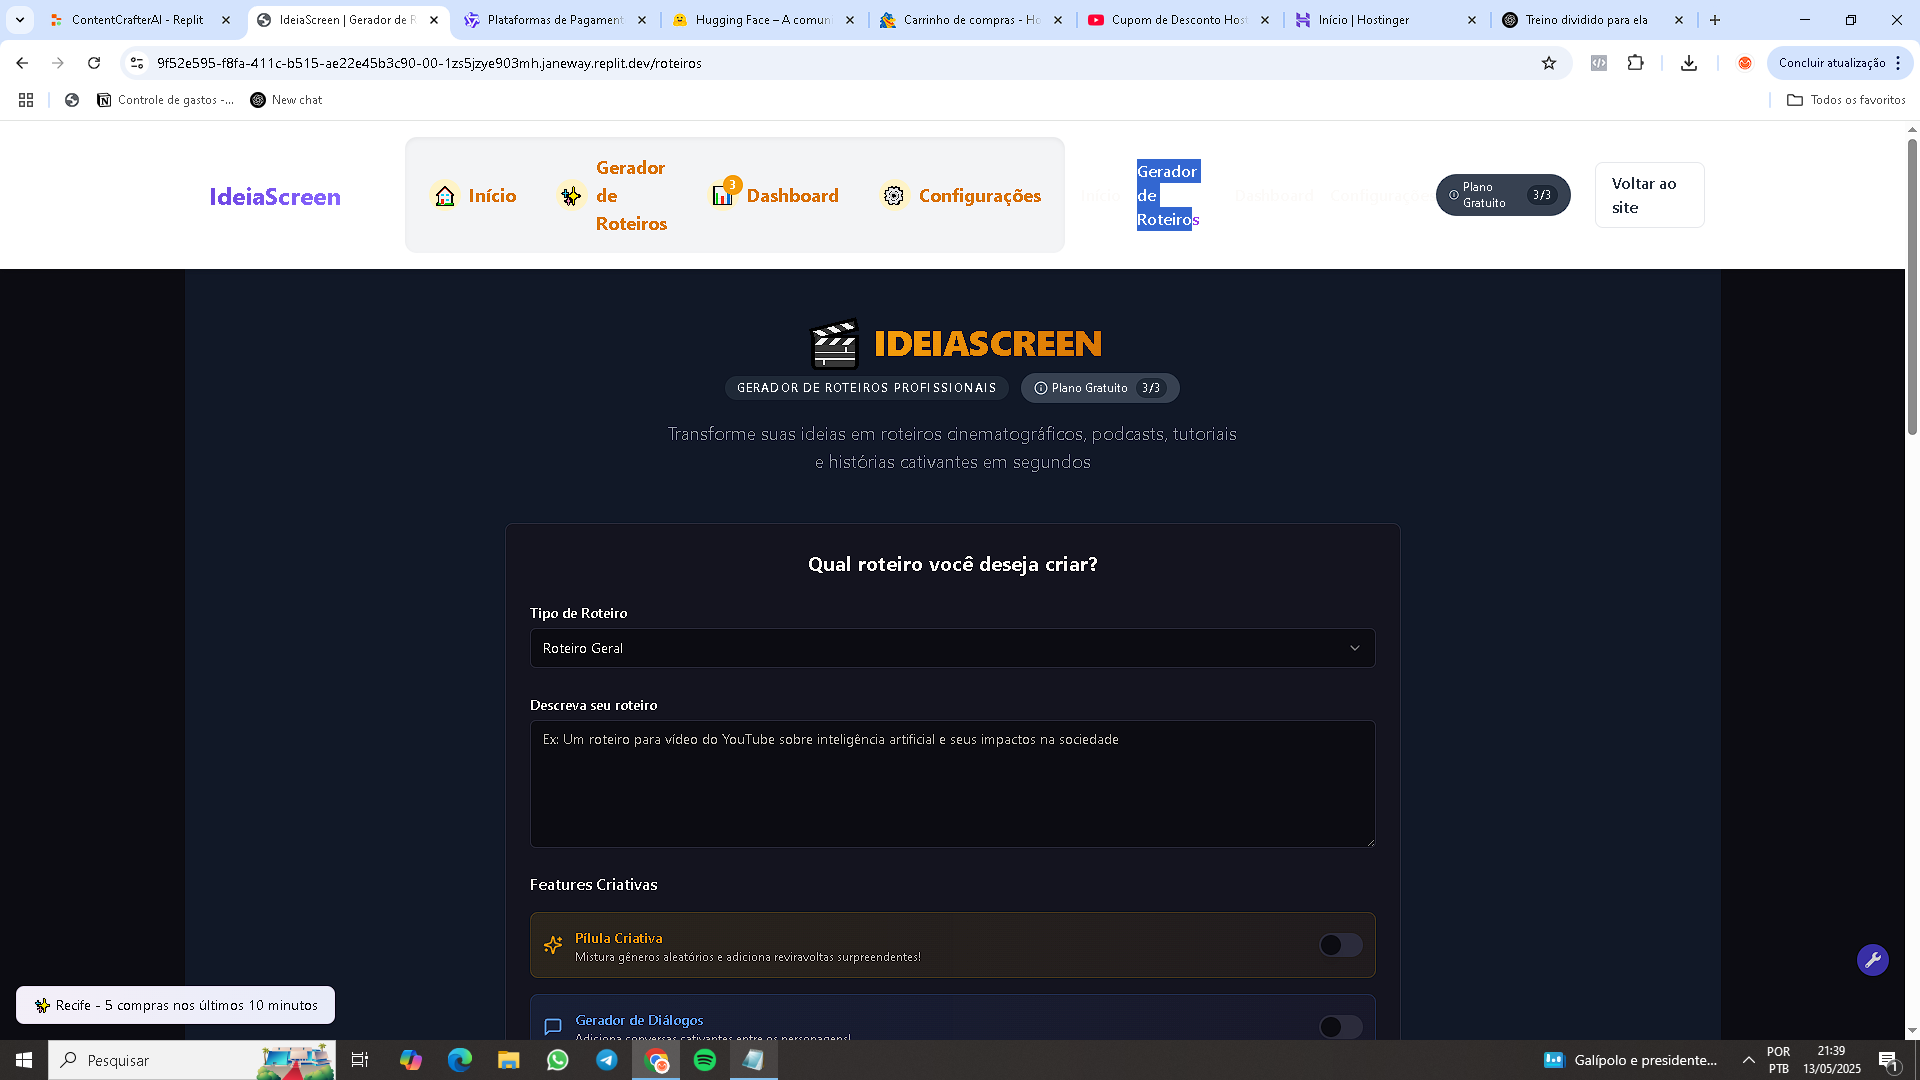 ContentCrafterAI - Replit
IdeiaScreen | Gerador de R
Plataformas de Pagament
Hugging Face – A comuni
Carrinho de compras - Ho
Cupom de Desconto Host
Início | Hostinger
Treino dividido para ela
9f52e595-f8fa-411c-b515-ae22e45b3c90-00-1zs5jzye903mh.janeway.replit.dev/roteiros
Concluir atualização
Controle de gastos -...
New chat
Todos os favoritos
IdeiaScreen
Início
Gerador
de
Roteiros
3
Dashboard
Configurações
Início
Gerador
de
Roteiros
Dashboard
Configurações
Plano
Gratuito
3/3
Voltar ao
site
IDEIASCREEN
GERADOR DE ROTEIROS PROFISSIONAIS
Plano Gratuito 3/3
Transforme suas ideias em roteiros cinematográficos, podcasts, tutoriais
e histórias cativantes em segundos
Qual roteiro você deseja criar?
Tipo de Roteiro
Roteiro Geral
Descreva seu roteiro
Ex: Um roteiro para vídeo do YouTube sobre inteligência artificial e seus impactos na sociedade
Features Criativas
Pílula Criativa
Mistura gêneros aleatórios e adiciona reviravoltas surpreendentes!
Gerador de Diálogos
Adiciona conversas cativantes entre os personagens!
Recife - 5 compras nos últimos 10 minutos
Pesquisar
Galípolo e presidente...
POR
PTB
21:39
13/05/2025
1